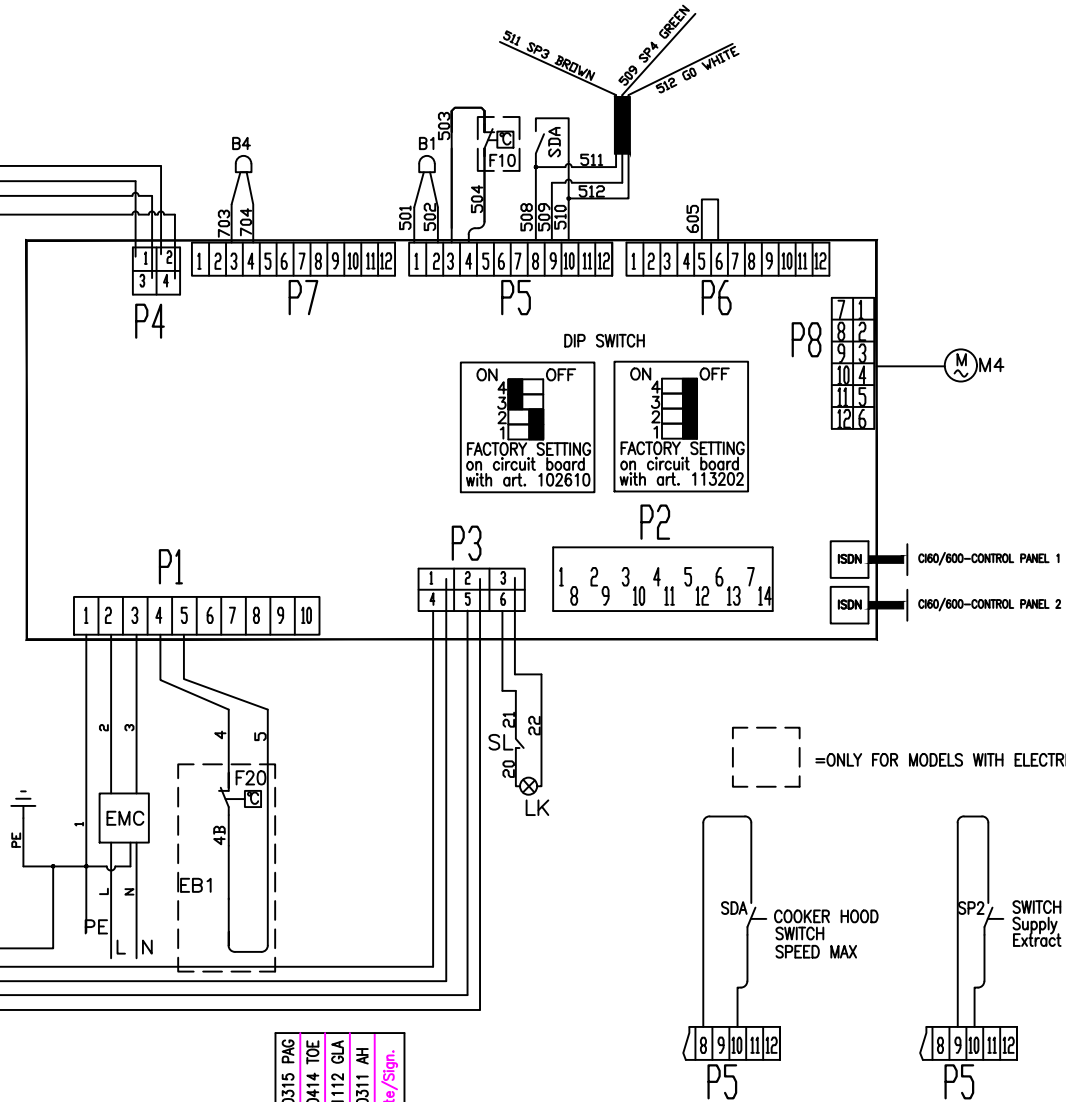 511 SP3 BROWN
509 SP4 GREEN
512 GO WHITE
B4
B1
503
°C
F10
SDA
511
512
703
704
501
502
504
508
509
510
605
1 2
3 4
P4
1 2 3 4 5 6 7 8 9 10 11 12
P7
1 2 3 4 5 6 7 8 9 10 11 12
P5
1 2 3 4 5 6 7 8 9 10 11 12
P6
P8
7 1
8 2
9 3
10 4
11 5
12 6
M
~
M4
DIP SWITCH
ON OFF
4
3
2
1
FACTORY SETTING
on circuit board
with art. 102610
ON OFF
4
3
2
1
FACTORY SETTING
on circuit board
with art. 113202
P2
1 2 3 4 5 6 7
8 9 10 11 12 13 14
P3
1 2 3
4 5 6
P1
1 2 3 4 5 6 7 8 9 10
ISDN
CI60/600-CONTROL PANEL 1
ISDN
CI60/600-CONTROL PANEL 2
2
3
4
5
21
22
SL
20
LK
F20
°C
4B
EB1
EMC
1
PE
L
N
PE
L
N
=ONLY FOR MODELS WITH ELECTR
SDA
COOKER HOOD
SWITCH
SPEED MAX
8 9 10 11 12
P5
SP2
SWITCH
Supply
Extract
8 9 10 11 12
P5
0315 PAG
0414 TOE
1112 GLA
0311 AH
te/Sign.